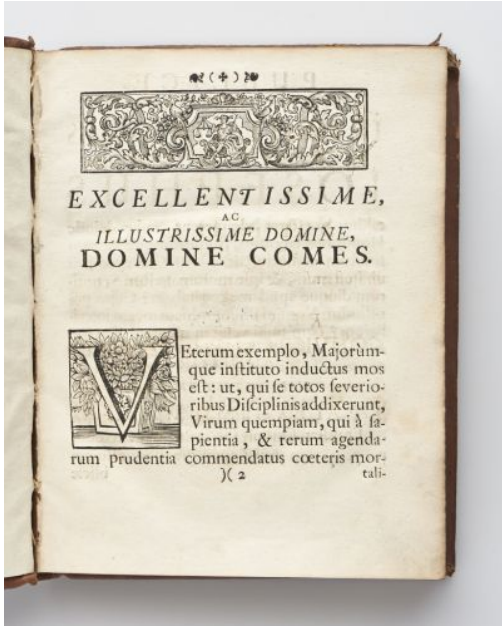 (+)
EXCELLENTISSIME,
AC
ILLUSTRISSIME DOMINE,
DOMINE COMES.
VEterum exemplo, Majorùm-
que inſtituto inductus mos
eſt: ut, qui ſe totos ſeverio-
ribus Diſciplinis addixerunt,
Virum quempiam, qui à ſa-
pientia, & rerum agenda-
rum prudentia commendatus cœteris mor-
)( 2 tali-